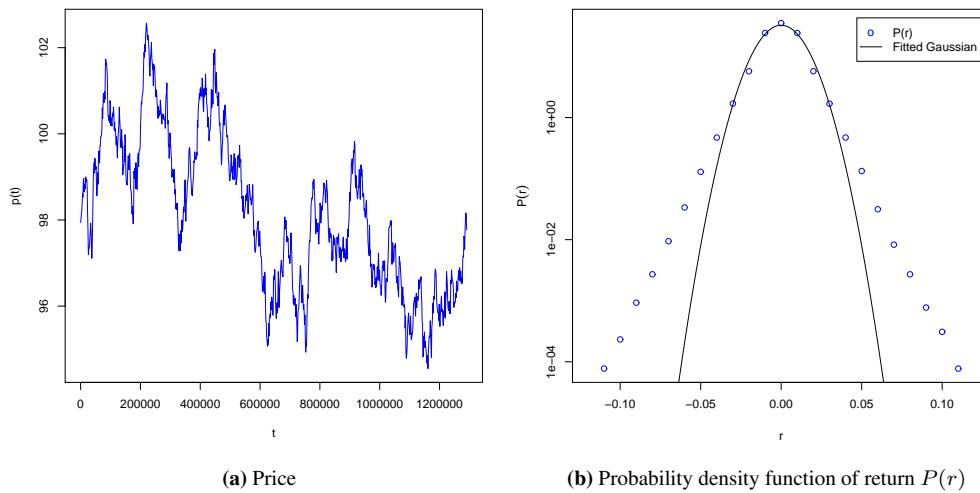 102
100
98
96
p(t)
0
200000
400000
600000
800000
1000000
1200000
t
(a) Price
P(r)
Fitted Gaussian
1e+00
1e−02
1e−04
P(r)
−0.10
−0.05
0.00
0.05
0.10
r
(b) Probability density function of return P(r)